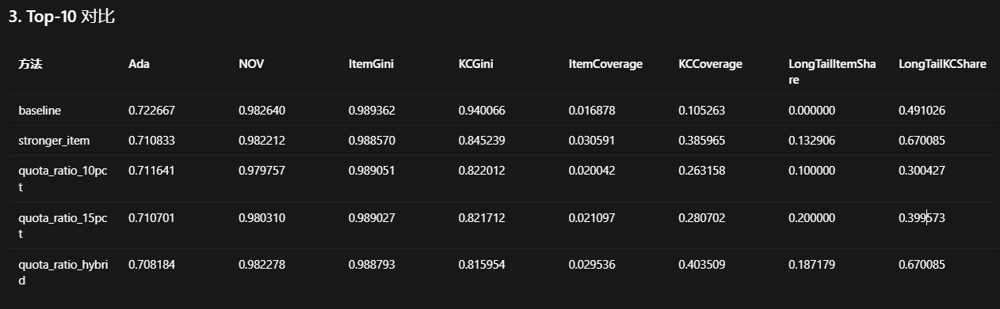 3. Top-10 对比
方法 Ada NOV ItemGini KCGini ItemCoverage KCCoverage LongTailItemSha LongTailKCShare
re
baseline 0.722667 0.982640 0.989362 0.940066 0.016878 0.105263 0.000000 0.491026
stronger_item 0.710833 0.982212 0.988570 0.845239 0.030591 0.385965 0.132906 0.670085
quota_ratio_10pc 0.711641 0.979757 0.989051 0.822012 0.020042 0.263158 0.100000 0.300427
t
quota_ratio_15pc 0.710701 0.980310 0.989027 0.821712 0.021097 0.280702 0.200000 0.399573
t
quota_ratio_hybri 0.708184 0.982278 0.988793 0.815954 0.029536 0.403509 0.187179 0.670085
d